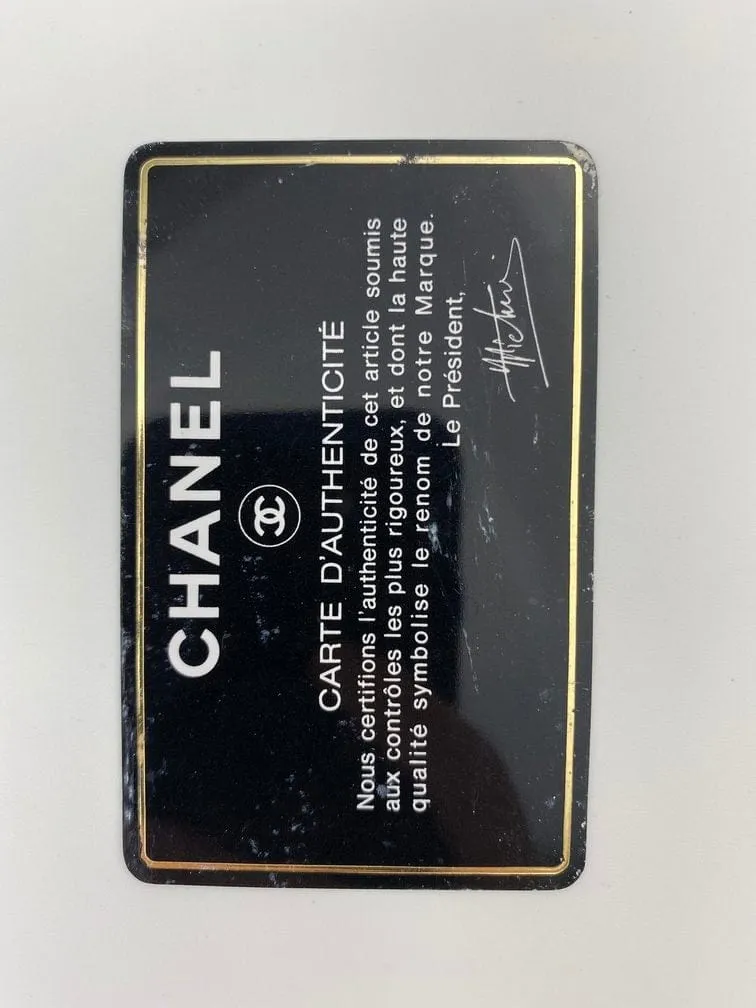 CHANEL
CARTE D'AUTHENTICITÉ
Nous certifions l'authenticité de cet article soumis
aux contrôles les plus rigoureux, et dont la haute
qualité symbolise le renom de notre Marque.
Le Président,